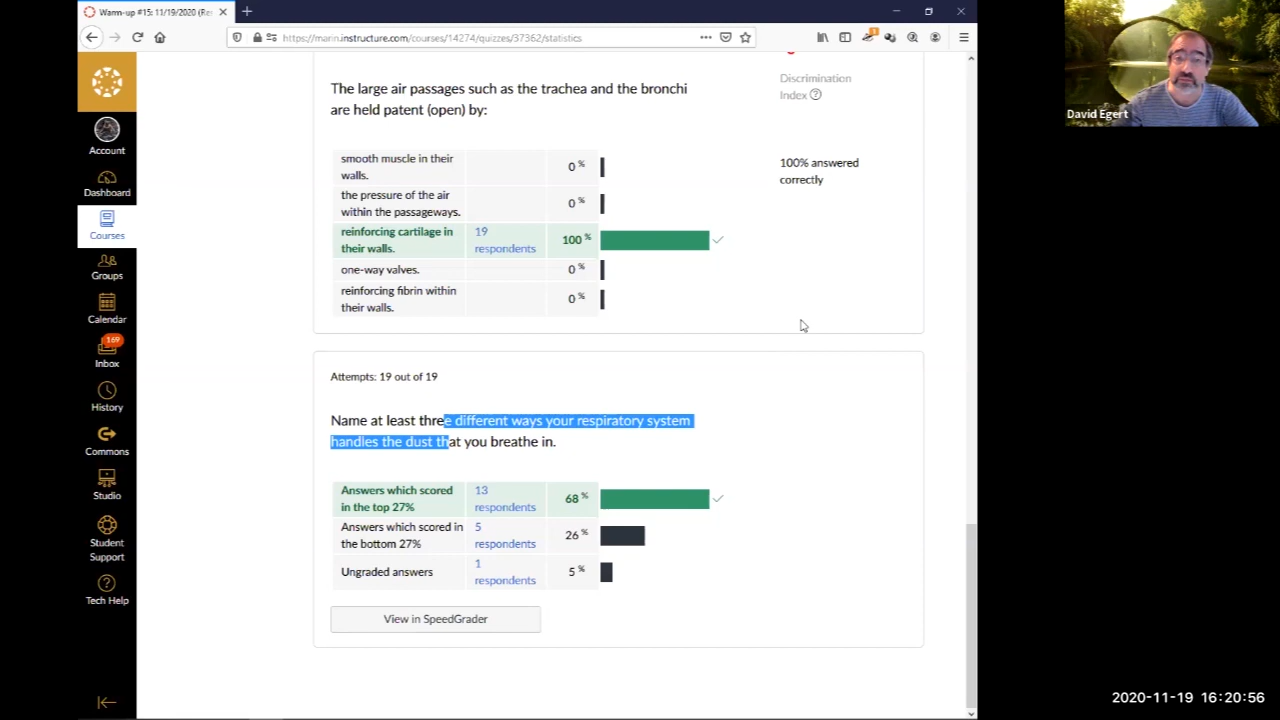 Warm-up #15: 11/19/2020 (Re
https://marin.instructure.com/courses/14274/quizzes/37362/statistics
Account
Dashboard
Courses
Groups
Calendar
169
Inbox
History
Commons
Studio
Student
Support
Tech Help
The large air passages such as the trachea and the bronchi
are held patent (open) by:
Discrimination
Index
smooth muscle in their
walls.
0 %
the pressure of the air
within the passageways.
0 %
reinforcing cartilage in
their walls.
19
respondents
100 %
one-way valves.
0 %
reinforcing fibrin within
their walls.
0 %
100% answered
correctly
Attempts: 19 out of 19
Name at least three different ways your respiratory system
handles the dust that you breathe in.
Answers which scored
in the top 27%
13
respondents
68 %
Answers which scored in
the bottom 27%
5
respondents
26 %
Ungraded answers
1
respondents
5 %
View in SpeedGrader
David Egert
2020-11-19 16:20:56